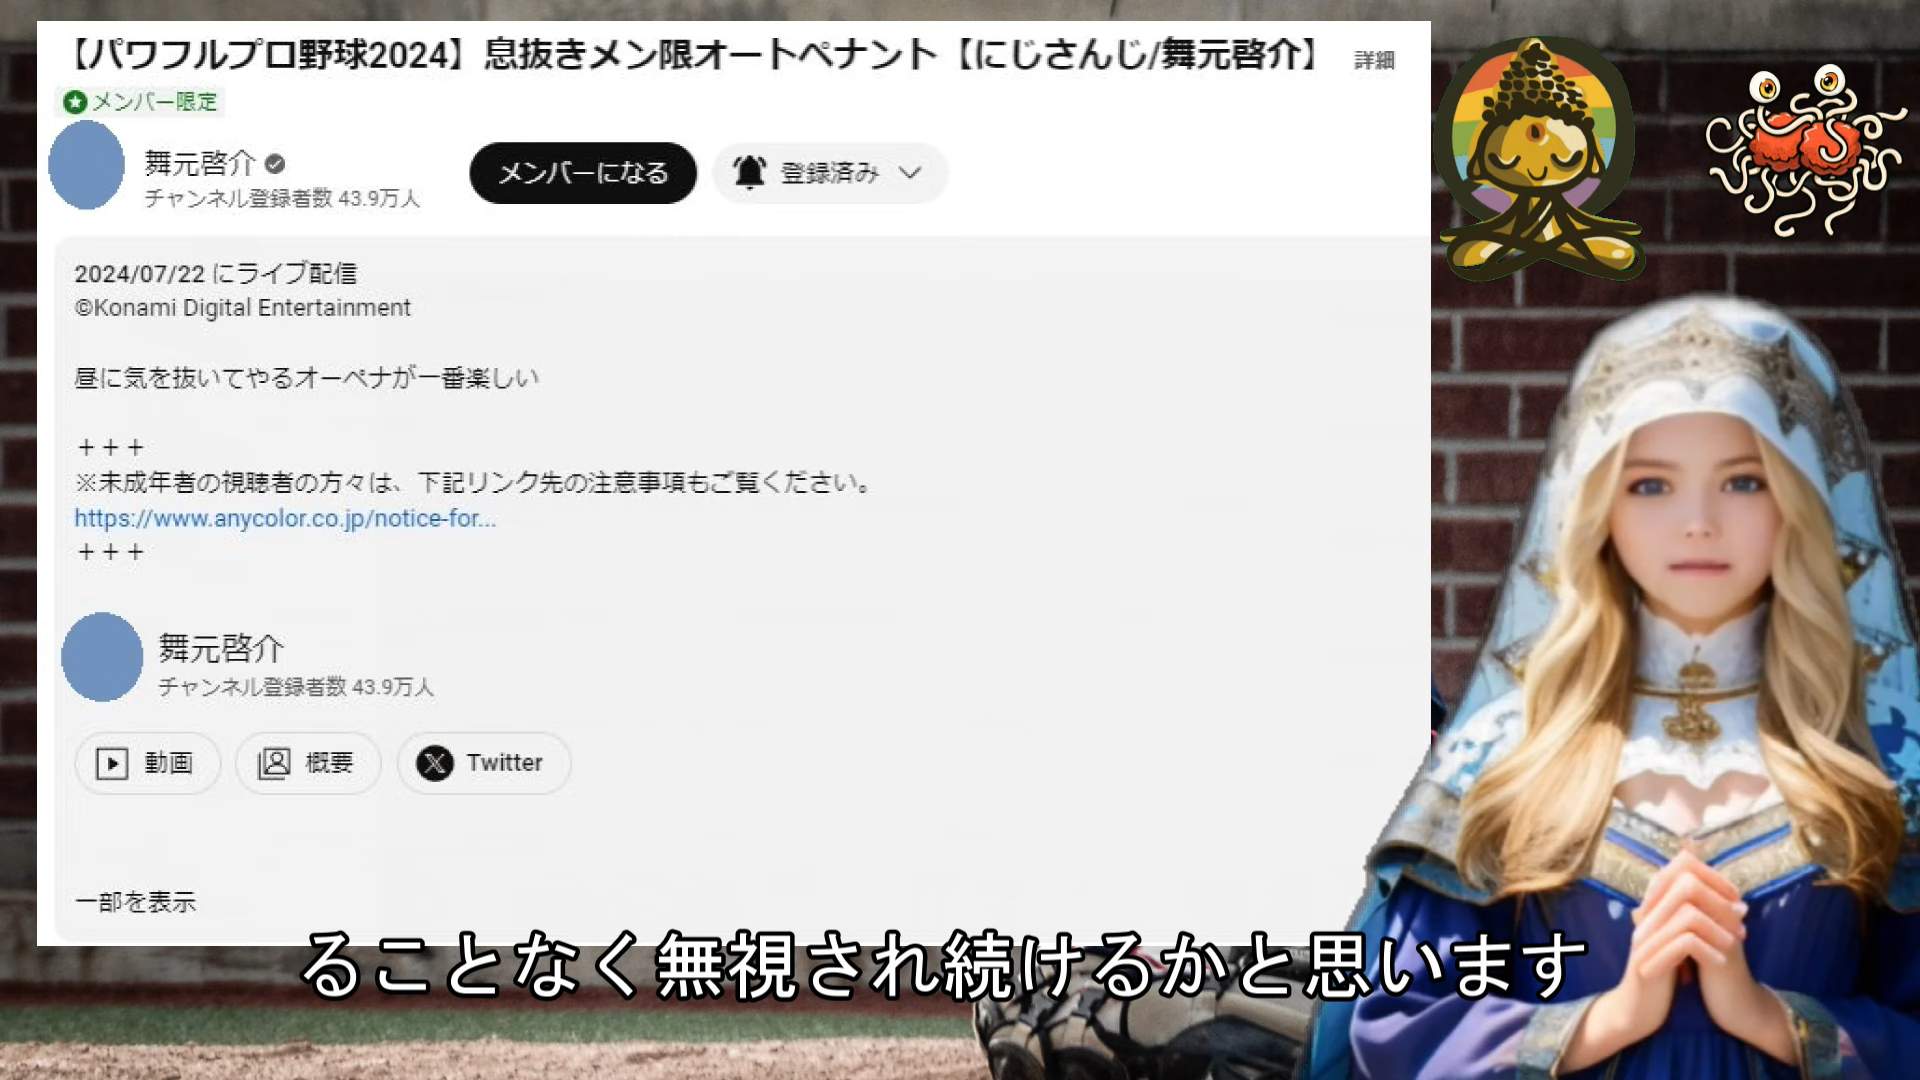 【パワフルプロ野球2024】息抜きメン限オートペナント【にじさんじ/舞元啓介】 詳細
メンバー限定
舞元啓介
チャンネル登録者数 43.9万人
メンバーになる
登録済み
2024/07/22 にライブ配信
©Konami Digital Entertainment
昼に気を抜いてやるオーペナが一番楽しい
+++
※未成年者の視聴者の方々は、下記リンク先の注意事項もご覧ください。
https://www.anycolor.co.jp/notice-for...
+++
舞元啓介
チャンネル登録者数 43.9万人
動画
概要
Twitter
一部を表示
ることなく無視され続けるかと思います